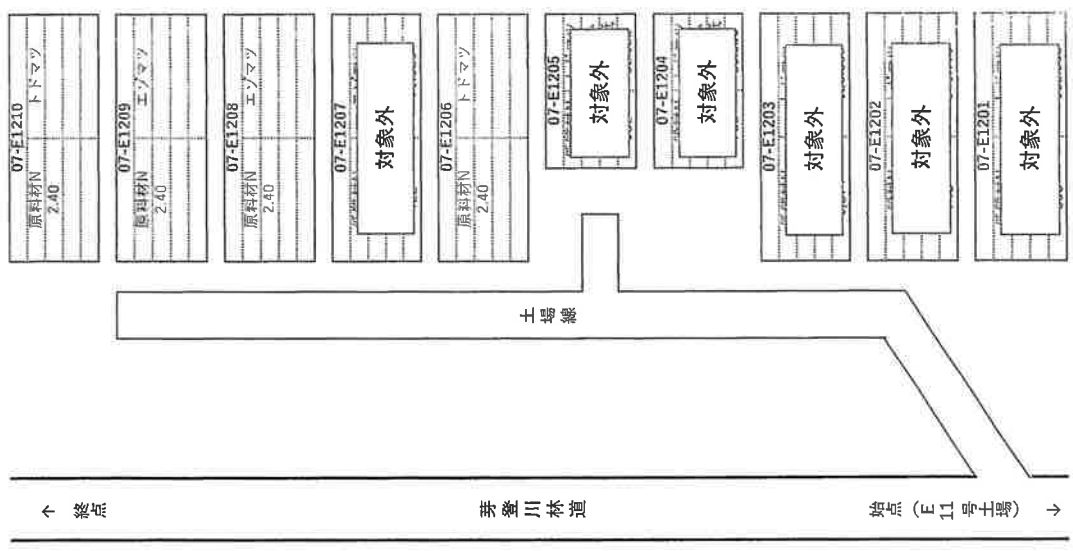 07-E1210
原料材N トドマツ
2.40
07-E1209
原料材N エゾマツ
2.40
07-E1208
原料材N エゾマツ
2.40
07-E1207
対象外
07-E1206
原料材N トドマツ
2.40
07-E1205
対象外
07-E1204
対象外
07-E1203
対象外
07-E1202
対象外
07-E1201
対象外
土場線
↑ 終点
芽登川林道
始点(E11号土場) ↓